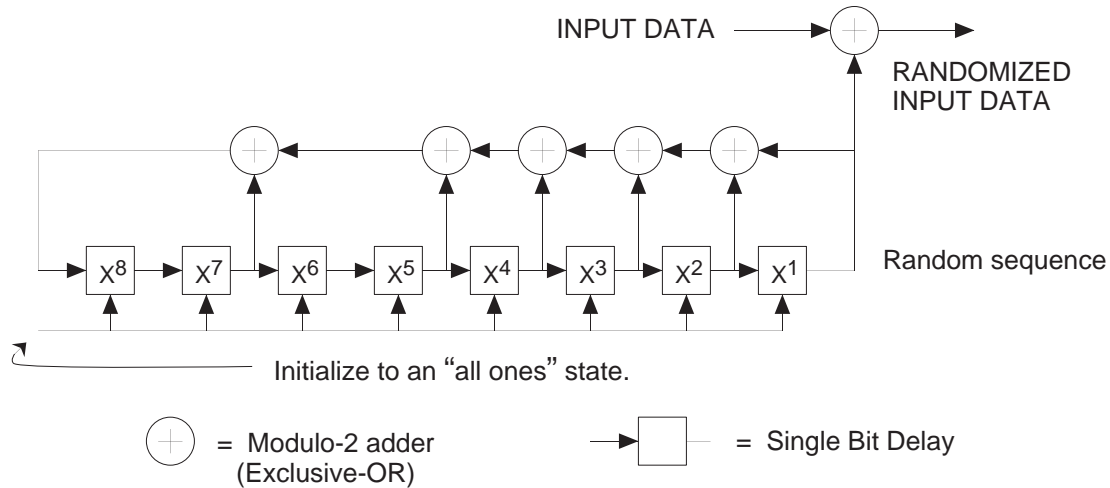 INPUT DATA
RANDOMIZED
INPUT DATA
X⁸ X⁷ X⁶ X⁵ X⁴ X³ X² X¹
Random sequence
Initialize to an “all ones” state.
= Modulo-2 adder
(Exclusive-OR)
= Single Bit Delay